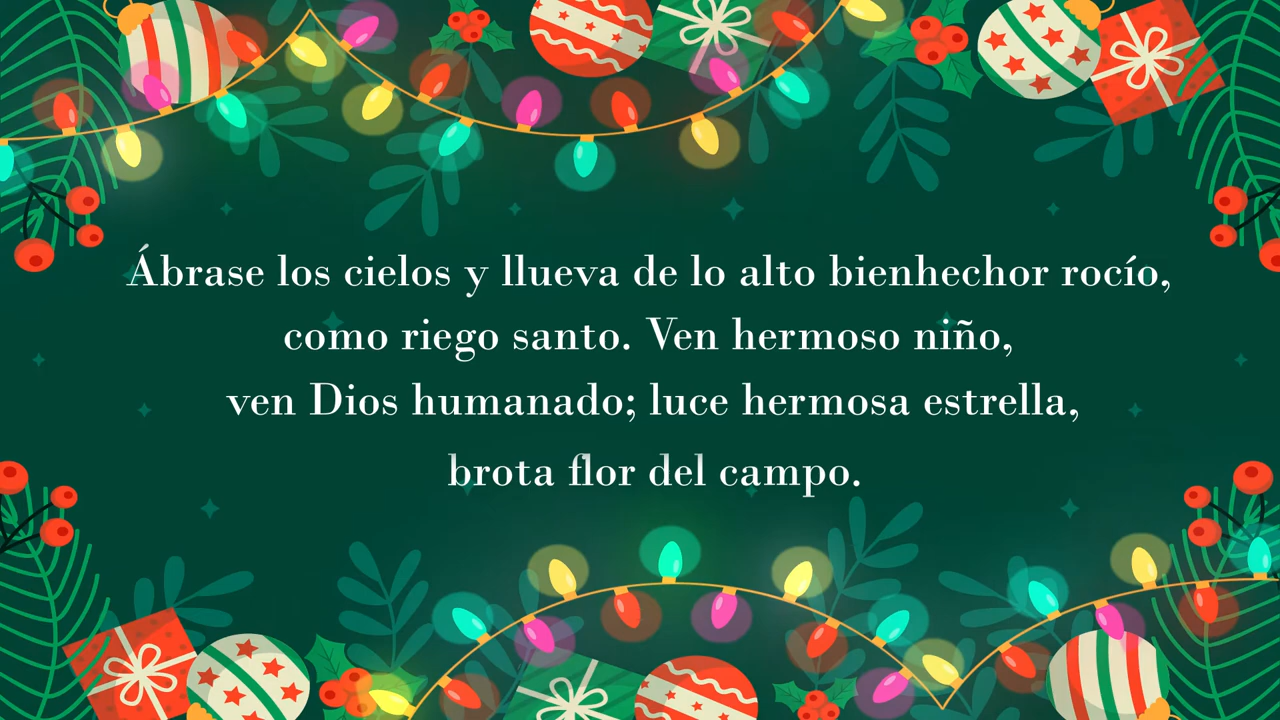 Ábrase los cielos y llueva de lo alto bienhechor rocío,
como riego santo. Ven hermoso niño,
ven Dios humanado; luce hermosa estrella,
brota flor del campo.